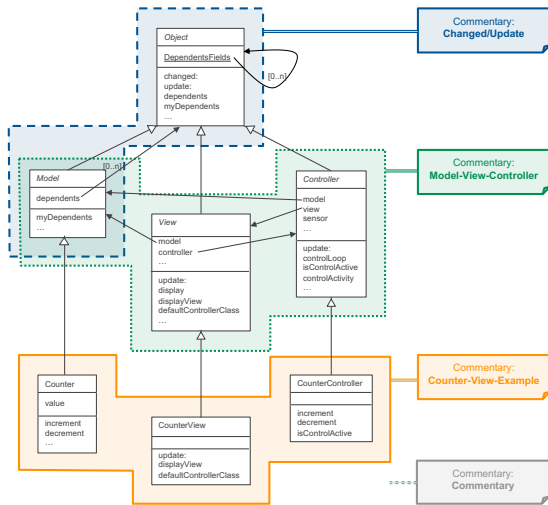 Object
DependentsFields
[0..n]
changed:
update:
dependents
myDependents
...
Commentary:
Changed/Update
Model
[0..n]
dependents
myDependents
...
Controller
model
view
sensor
...
update:
controlLoop
isControlActive
controlActivity
...
Commentary:
Model-View-Controller
View
model
controller
...
update:
display
displayView
defaultControllerClass
...
Counter
value
increment
decrement
...
CounterView
update:
displayView
defaultControllerClass
CounterController
increment
decrement
isControlActive
Commentary:
Counter-View-Example
Commentary:
Commentary